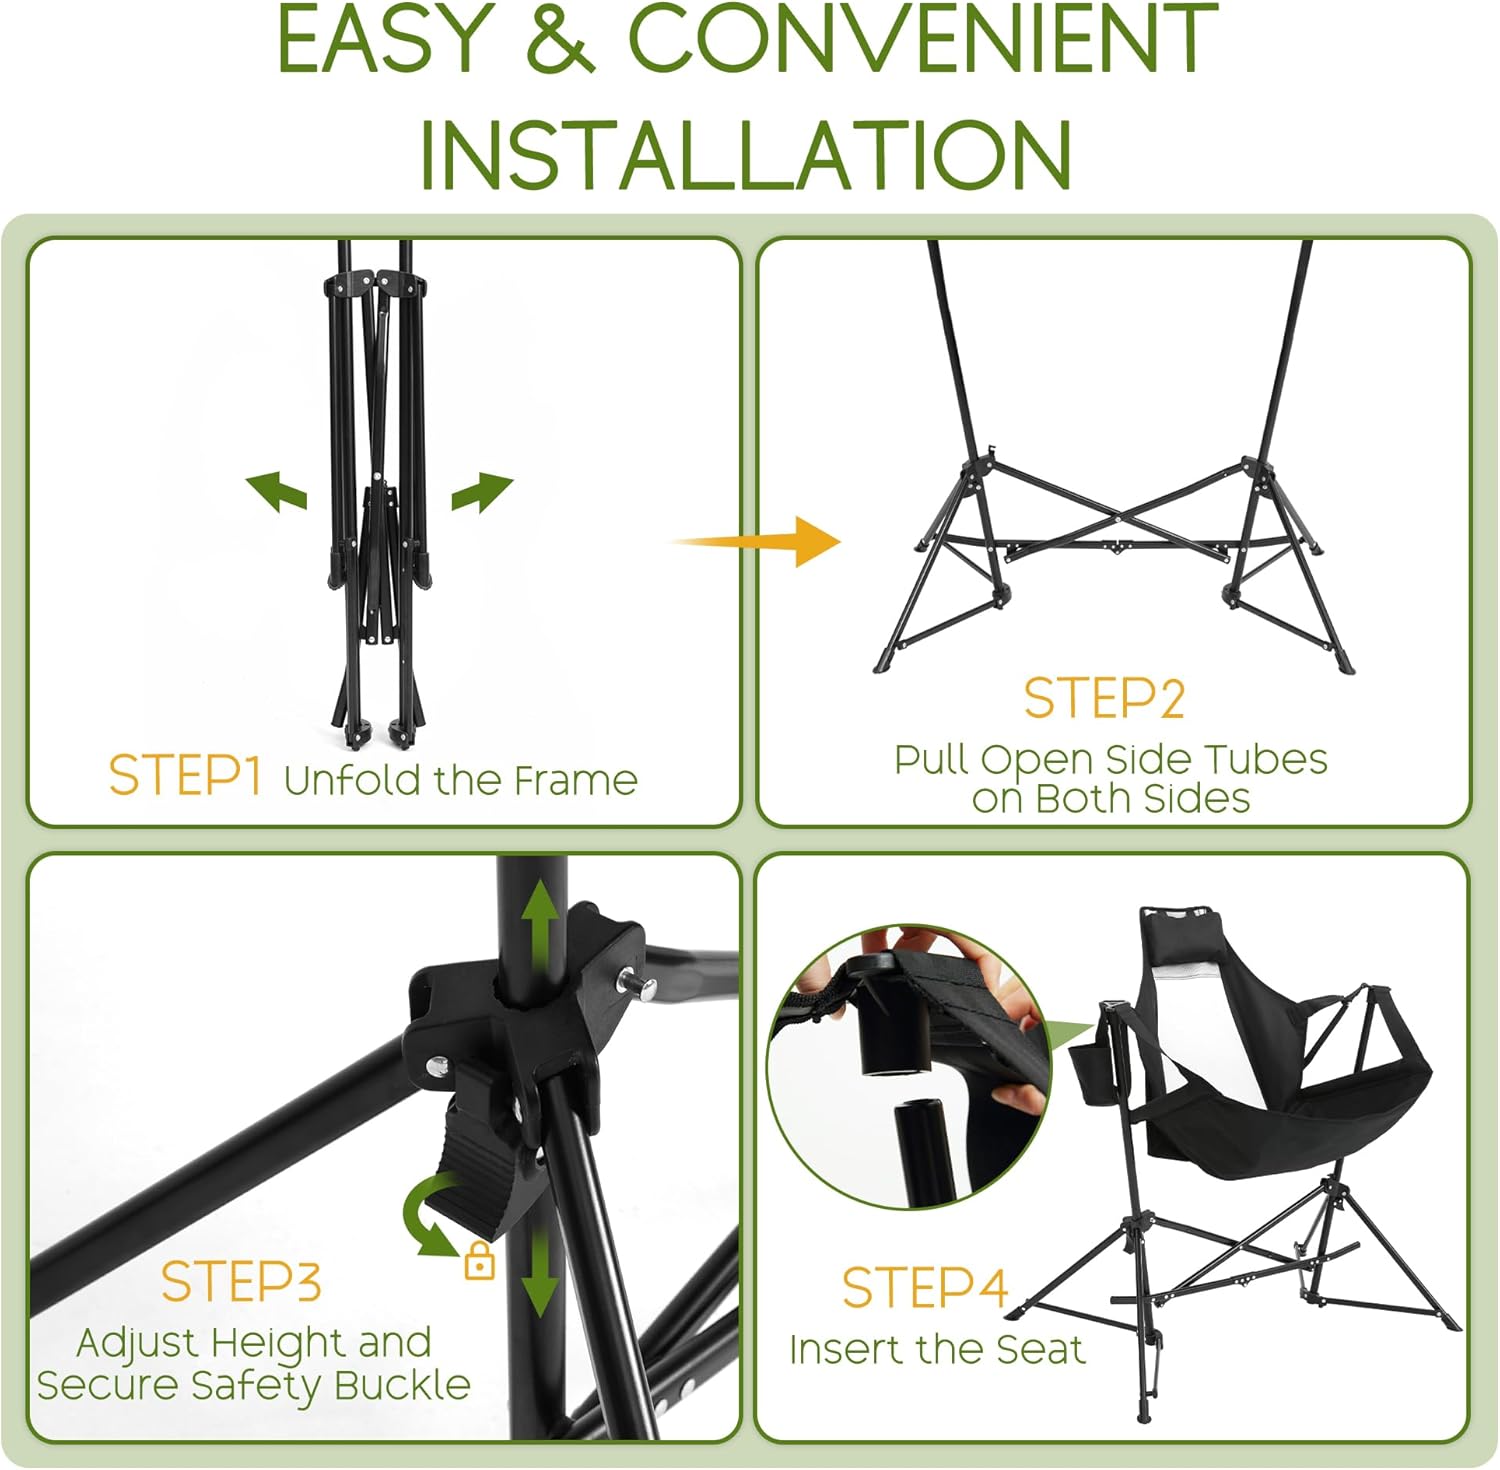 EASY & CONVENIENT
INSTALLATION
STEP1 Unfold the Frame
STEP2
Pull Open Side Tubes
on Both Sides
STEP3
Adjust Height and
Secure Safety Buckle
STEP4
Insert the Seat